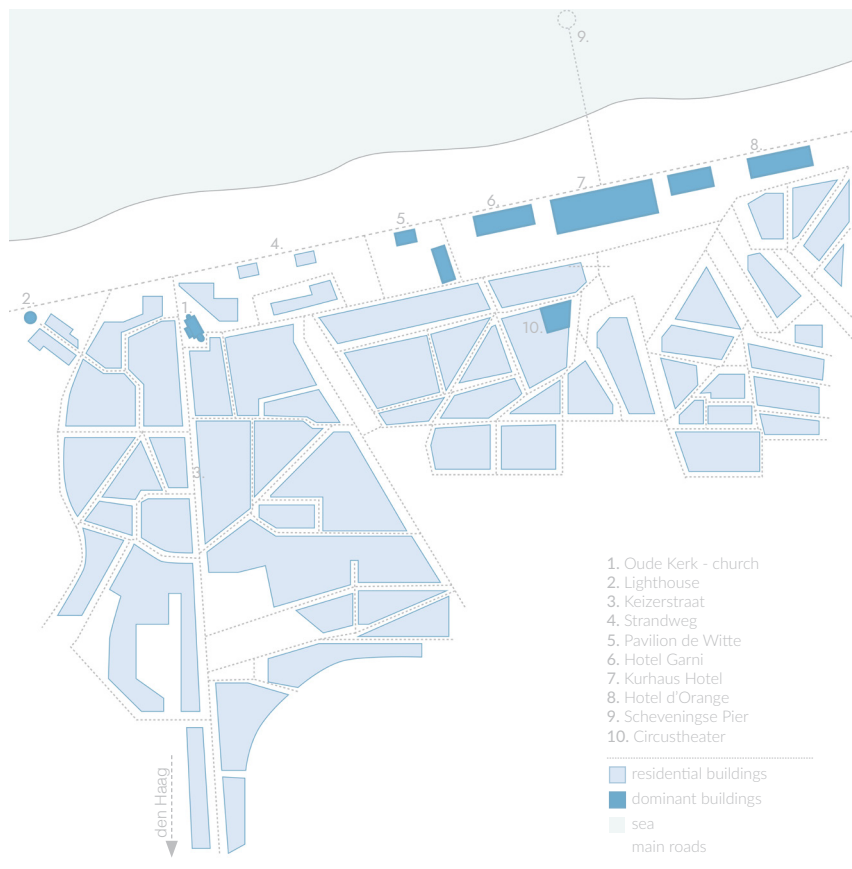 9.
8.
7.
6.
5.
4.
2.
1.
10.
3.
den Haag
1. Oude Kerk - church
2. Lighthouse
3. Keizerstraat
4. Strandweg
5. Pavilion de Witte
6. Hotel Garni
7. Kurhaus Hotel
8. Hotel d'Orange
9. Scheveningse Pier
10. Circustheater
residential buildings
dominant buildings
sea
main roads